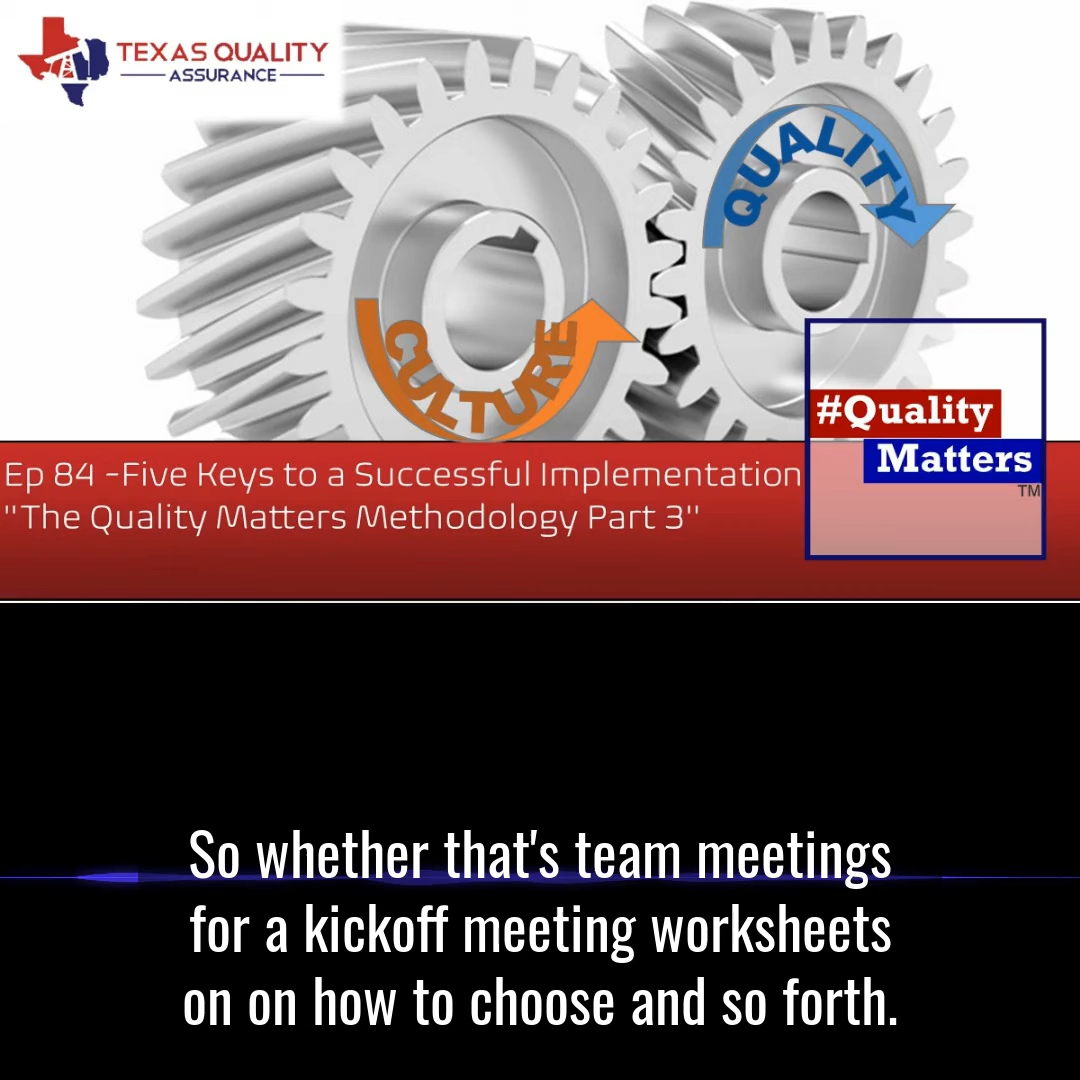 TEXAS QUALITY
ASSURANCE
QUALITY
CULTURE
#Quality
Matters
TM
Ep 84 -Five Keys to a Successful Implementation
"The Quality Matters Methodology Part 3"
So whether that's team meetings
for a kickoff meeting worksheets
on on how to choose and so forth.